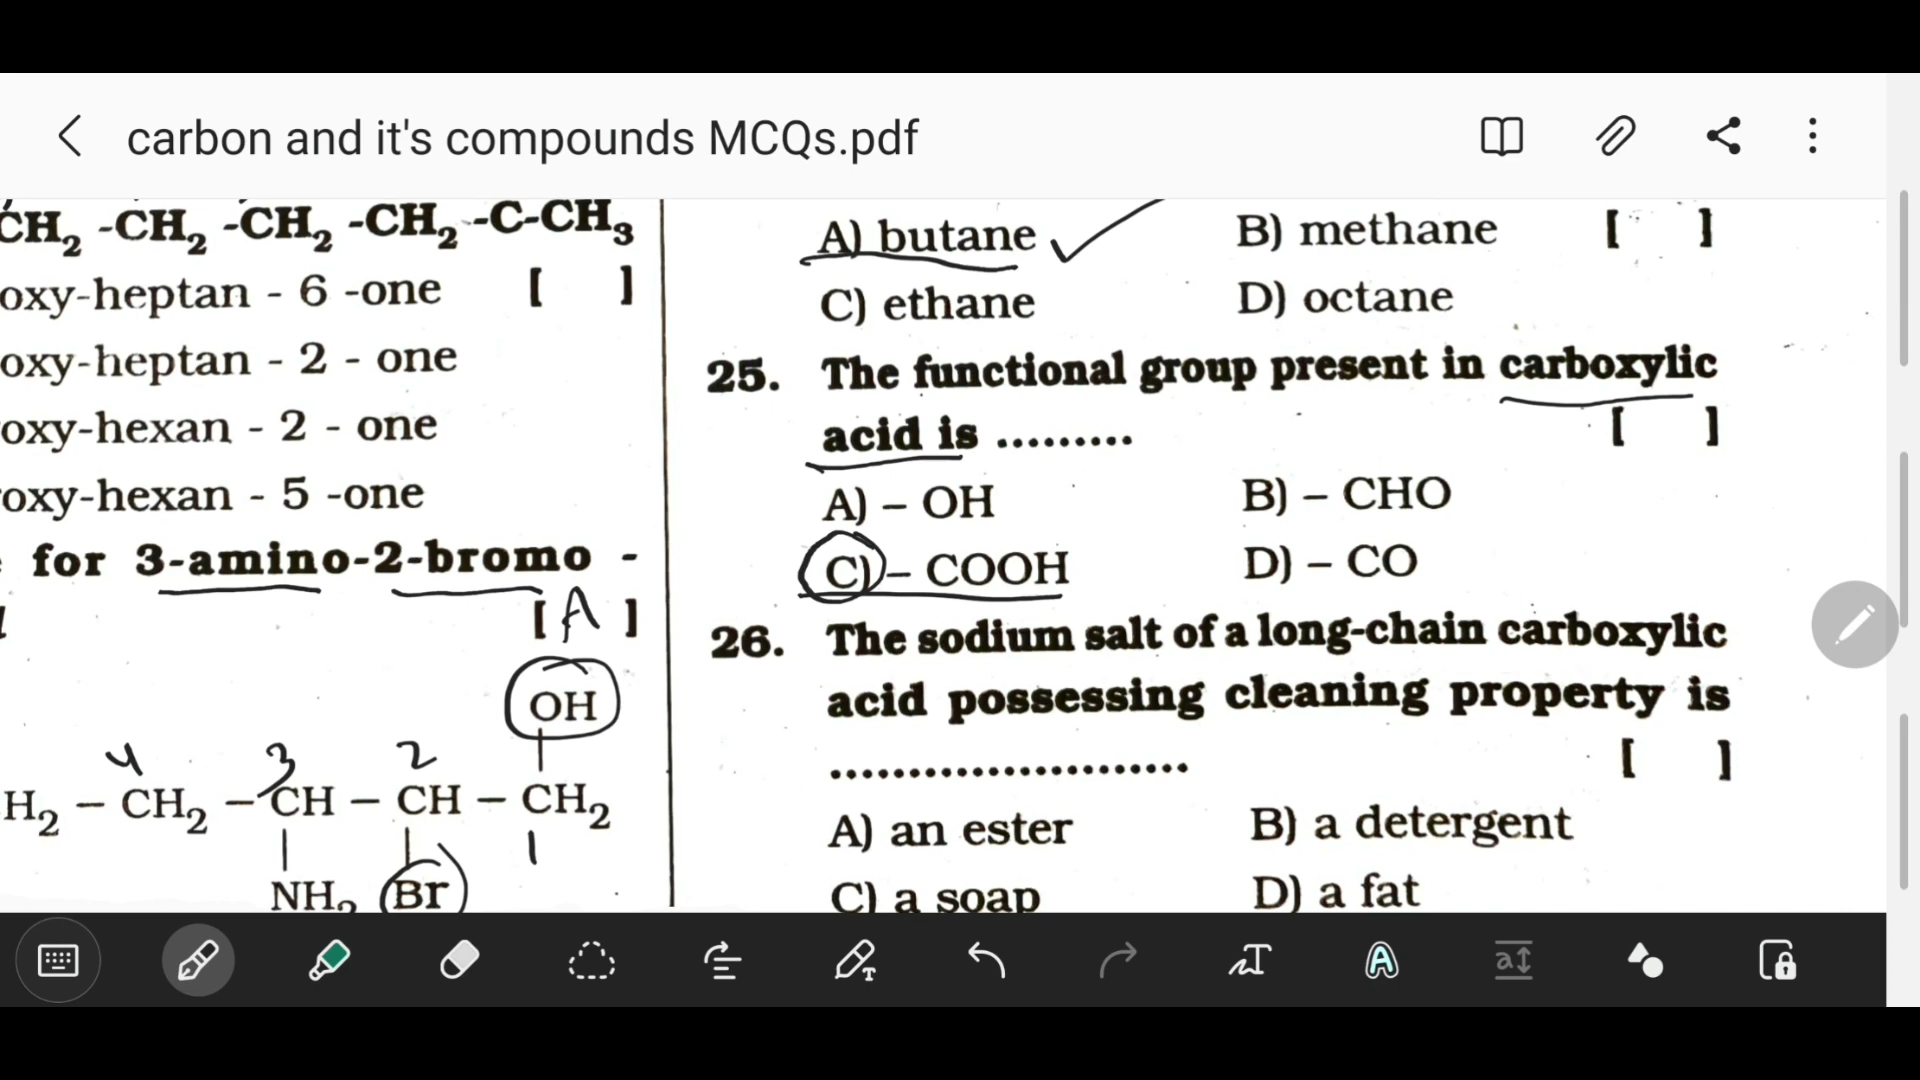 carbon and it's compounds MCQs.pdf
CH2 -CH2 -CH2 -CH2 -C-CH3
oxy-heptan - 6 -one [ ]
oxy-heptan - 2 - one
oxy-hexan - 2 - one
oxy-hexan - 5 -one
for 3-amino-2-bromo -
[ A ]
OH
4 3 2
H2 – CH2 – CH – CH – CH2
NH2 Br
A) butane B) methane [ ]
C) ethane D) octane
25. The functional group present in carboxylic
acid is ......... [ ]
A) – OH B) – CHO
C) – COOH D) – CO
26. The sodium salt of a long-chain carboxylic
acid possessing cleaning property is
....................... [ ]
A) an ester B) a detergent
C) a soap D) a fat